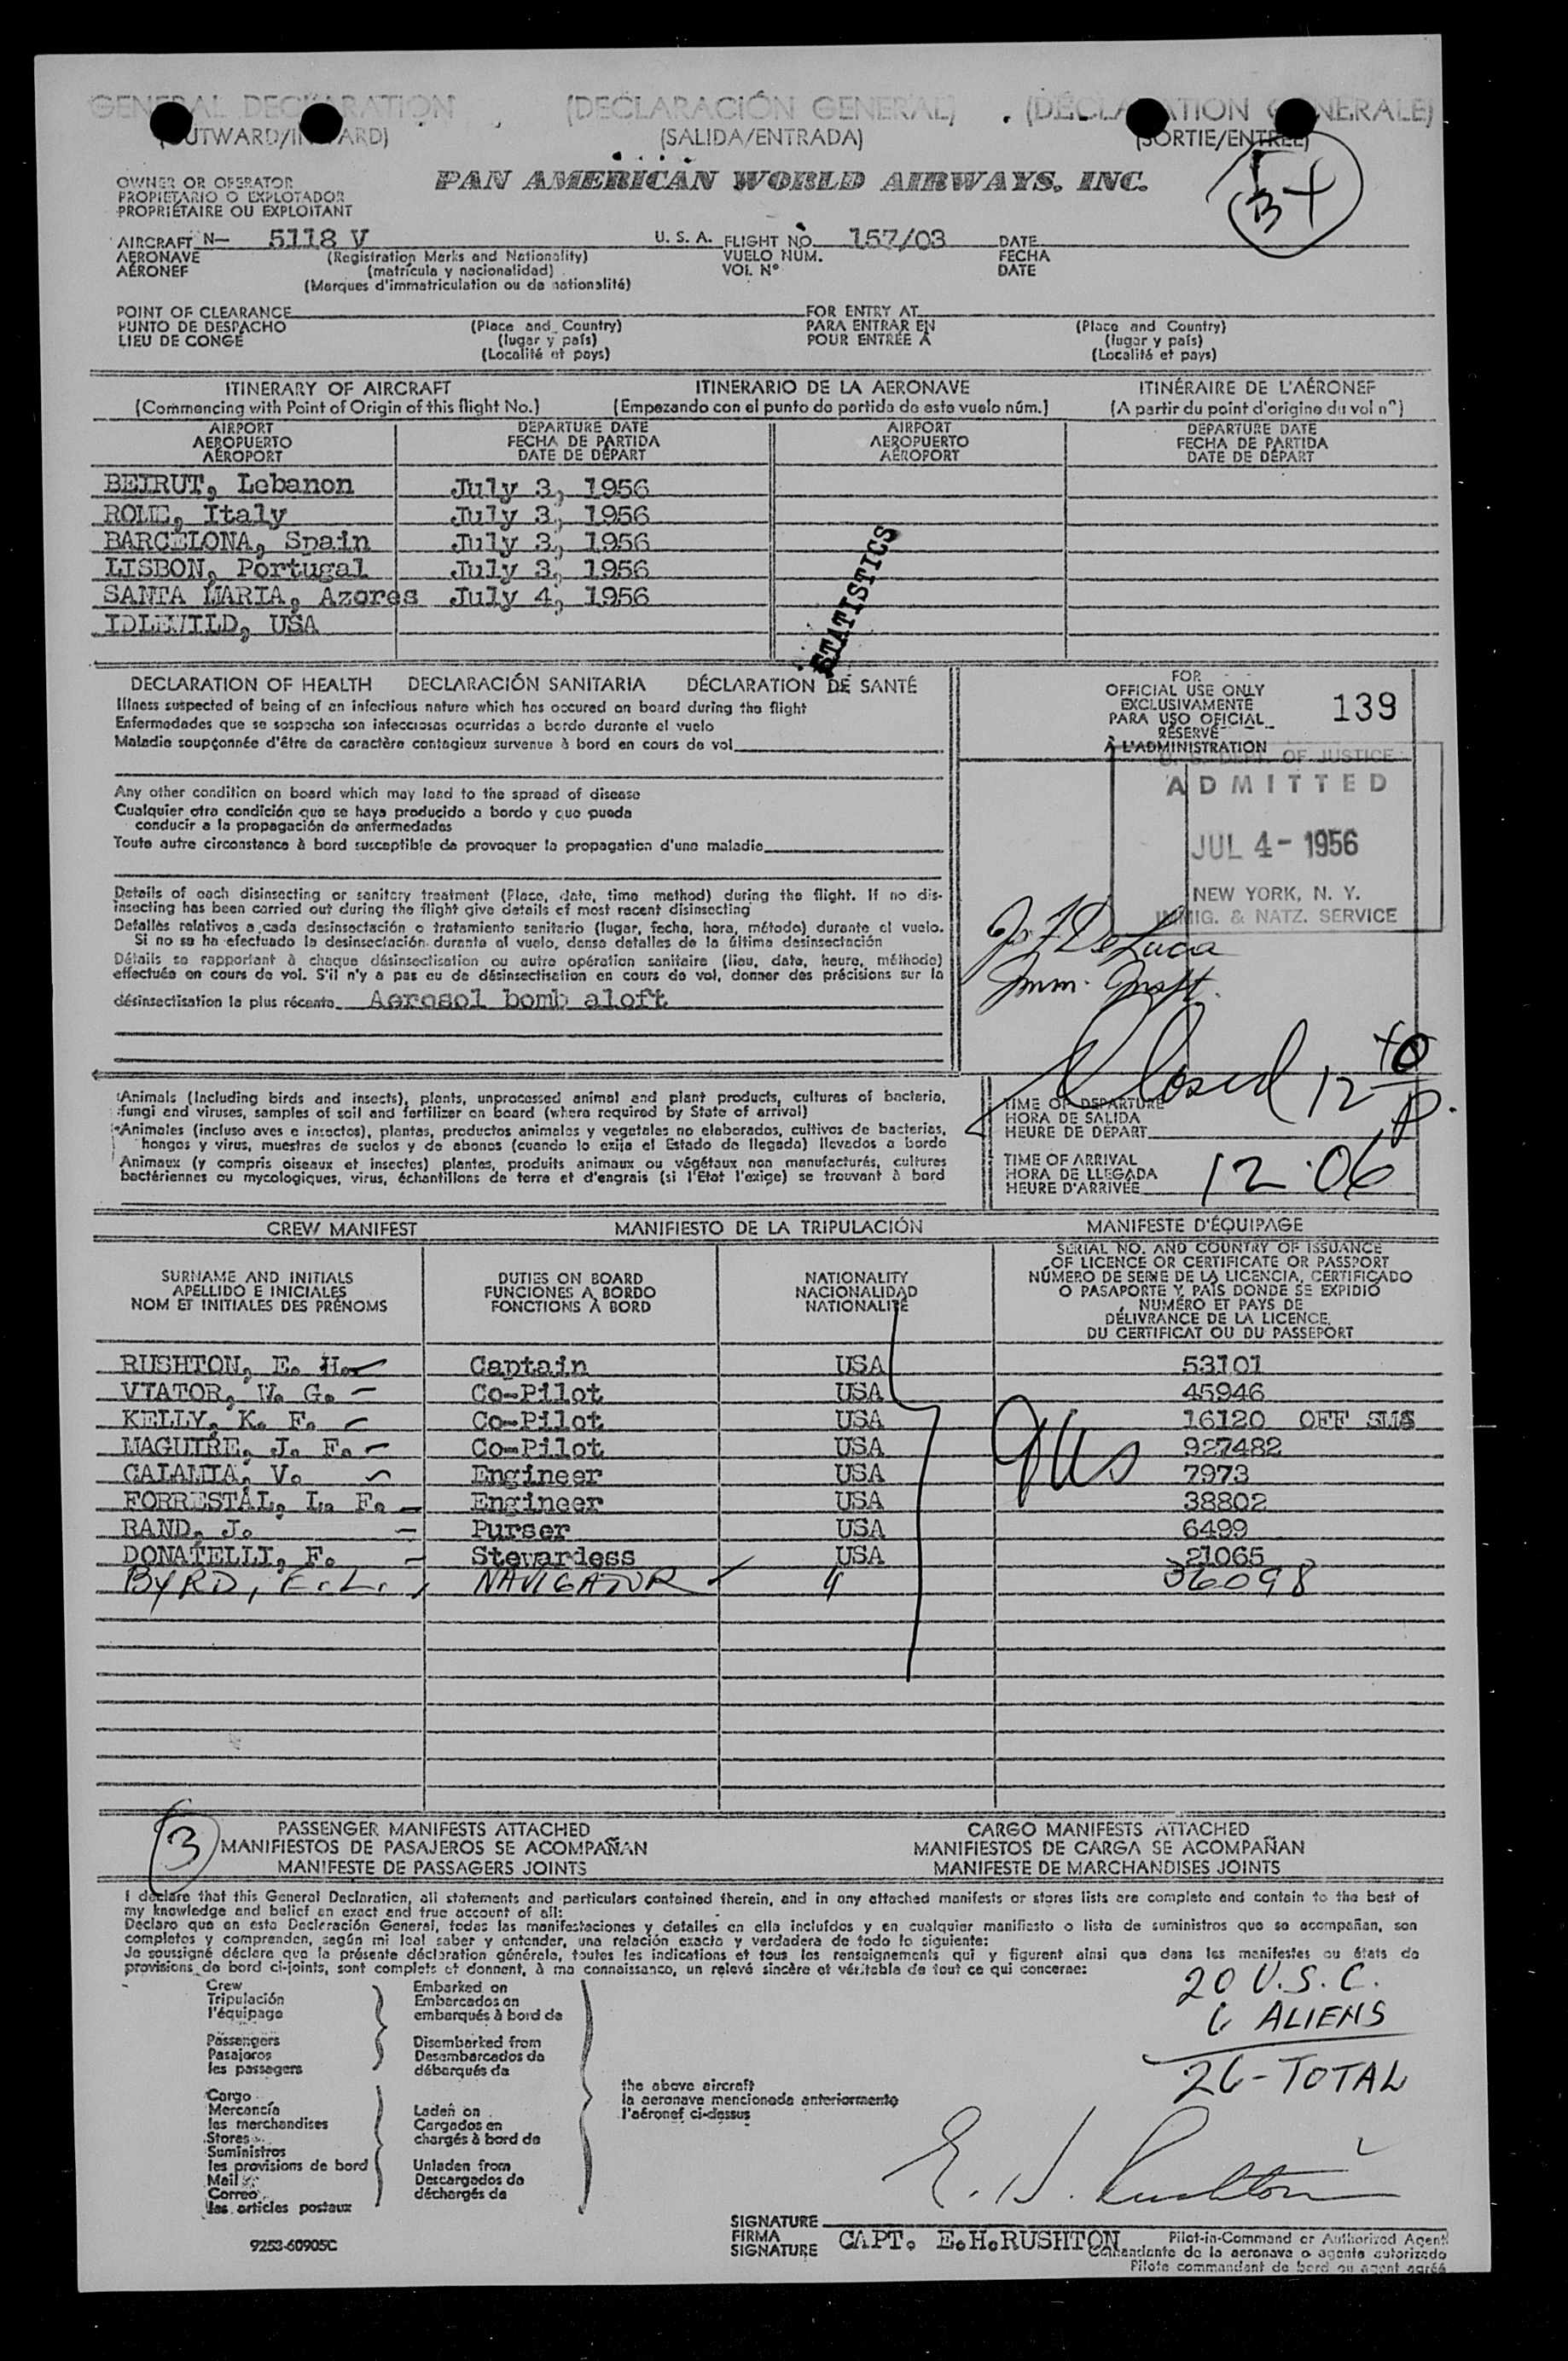 GENERAL DECLARATION (DECLARACIÓN GENERAL) (DÉCLARATION GÉNÉRALE)
(OUTWARD/INWARD) (SALIDA/ENTRADA) (SORTIE/ENTRÉE)
OWNER OR OPERATOR
PROPIETARIO O EXPLOTADOR
PROPRIÉTAIRE OU EXPLOITANT
PAN AMERICAN WORLD AIRWAYS, INC.
AIRCRAFT N- 5118 V U. S. A. FLIGHT NO. 157/03 DATE
AERONAVE (Registration Marks and Nationality) VUELO NÚM. FECHA
AÉRONEF (matrícula y nacionalidad) VOL Nº DATE
(Marques d'immatriculation ou de nationalité)
POINT OF CLEARANCE FOR ENTRY AT
PUNTO DE DESPACHO (Place and Country) PARA ENTRAR EN (Place and Country)
LIEU DE CONGÉ (lugar y país) POUR ENTRÉE À (lugar y país)
(Localité et pays) (Localité et pays)
ITINERARY OF AIRCRAFT ITINERARIO DE LA AERONAVE ITINÉRAIRE DE L'AÉRONEF
(Commencing with Point of Origin of this flight No.) (Empezando con el punto de partida de este vuelo núm.) (A partir du point d'origine du vol nº)
AIRPORT DEPARTURE DATE AIRPORT DEPARTURE DATE
AEROPUERTO FECHA DE PARTIDA AEROPUERTO FECHA DE PARTIDA
AÉROPORT DATE DE DÉPART AÉROPORT DATE DE DÉPART
BEIRUT, Lebanon July 3, 1956
ROME, Italy July 3, 1956
BARCELONA, Spain July 3, 1956
LISBON, Portugal July 3, 1956
SANTA MARIA, Azores July 4, 1956
IDLEWILD, USA
STATISTICS
DECLARATION OF HEALTH DECLARACIÓN SANITARIA DÉCLARATION DE SANTÉ
Illness suspected of being of an infectious nature which has occured on board during the flight
Enfermedades que se sospecha son infecciosas ocurridas a bordo durante el vuelo
Maladie soupçonnée d'être de caractère contagieux survenue à bord en cours de vol
Any other condition on board which may lead to the spread of disease
Cualquier otra condición que se haya producido a bordo y que pueda
conducir a la propagación de enfermedades
Toute autre circonstance à bord susceptible de provoquer la propagation d'une maladie
Details of each disinsecting or sanitary treatment (Place, date, time method) during the flight. If no dis-
insecting has been carried out during the flight give details of most recent disinsecting
Detalles relativos a cada desinsectación o tratamiento sanitario (lugar, fecha, hora, método) durante el vuelo.
Si no se ha efectuado la desinsectación durante el vuelo, dense detalles de la última desinsectación
Détails se rapportant à chaque désinsectisation ou autre opération sanitaire (lieu, date, heure, méthode)
effectuée en cours de vol. S'il n'y a pas eu de désinsectisation en cours de vol, donner des précisions sur la
désinsectisation la plus récente Aerosol bomb aloft
FOR
OFFICIAL USE ONLY
EXCLUSIVAMENTE
PARA USO OFICIAL
RÉSERVÉ
À L'ADMINISTRATION
139
U. S. DEPT. OF JUSTICE
ADMITTED
JUL 4 - 1956
NEW YORK, N. Y.
IMMIG. & NATZ. SERVICE
De Luca
Imm. Inspt.
Closed 12 40 P.
Animals (Including birds and insects), plants, unprocessed animal and plant products, cultures of bacteria,
fungi and viruses, samples of soil and fertilizer on board (where required by State of arrival)
Animales (incluso aves e insectos), plantas, productos animales y vegetales no elaborados, cultivos de bacterias,
hongos y virus, muestras de suelos y de abonos (cuando lo exija el Estado de llegada) llevados a bordo
Animaux (y compris oiseaux et insectes) plantes, produits animaux ou végétaux non manufacturés, cultures
bactériennes ou mycologiques, virus, échantillons de terre et d'engrais (si l'Etat l'exige) se trouvant à bord
TIME OF DEPARTURE
HORA DE SALIDA
HEURE DE DÉPART
TIME OF ARRIVAL
HORA DE LLEGADA
HEURE D'ARRIVÉE 12:06
CREW MANIFEST MANIFIESTO DE LA TRIPULACIÓN MANIFESTE D'ÉQUIPAGE
SURNAME AND INITIALS
APELLIDO E INICIALES
NOM ET INITIALES DES PRÉNOMS
DUTIES ON BOARD
FUNCIONES A BORDO
FONCTIONS À BORD
NATIONALITY
NACIONALIDAD
NATIONALITÉ
SERIAL NO. AND COUNTRY OF ISSUANCE
OF LICENCE OR CERTIFICATE OR PASSPORT
NÚMERO DE SERIE DE LA LICENCIA, CERTIFICADO
O PASAPORTE Y PAÍS DONDE SE EXPIDIÓ
NUMÉRO ET PAYS DE
DÉLIVRANCE DE LA LICENCE,
DU CERTIFICAT OU DU PASSEPORT
RUSHTON, E. H. Captain USA 53101
VIATOR, W. G. Co-Pilot USA 45946
KELLY, K. F. Co-Pilot USA 16120 OFF SMS
MAGUIRE, J. F. Co-Pilot USA 927482
CALAMIA, V. Engineer USA 7973
FORRESTAL, L. F. Engineer USA 38802
RAND, J. Purser USA 6499
DONATELLI, F. Stewardess USA 21065
BYRD, E. L. NAVIGATOR 36098
3
PASSENGER MANIFESTS ATTACHED CARGO MANIFESTS ATTACHED
MANIFIESTOS DE PASAJEROS SE ACOMPAÑAN MANIFIESTOS DE CARGA SE ACOMPAÑAN
MANIFESTE DE PASSAGERS JOINTS MANIFESTE DE MARCHANDISES JOINTS
I declare that this General Declaration, all statements and particulars contained therein, and in any attached manifests or stores lists are complete and contain to the best of
my knowledge and belief an exact and true account of all:
Declaro que en esta Declaración General, todas las manifestaciones y detalles en ella incluídos y en cualquier manifiesto o lista de suministros que se acompañan, son
completos y comprenden, según mi leal saber y entender, una relación exacta y verdadera de todo lo siguiente:
Je soussigné déclare que la présente déclaration générale, toutes les indications et tous les renseignements qui y figurent ainsi que dans les manifestes ou états de
provisions de bord ci-joints, sont complets et donnent, à ma connaissance, un relevé sincère et véritable de tout ce qui concerne:
Crew
Tripulación
l'équipage
Passengers
Pasajeros
les passagers
Cargo
Mercancía
les marchandises
Stores
Suministros
les provisions de bord
Mail
Correo
les articles postaux
Embarked on
Embarcados en
embarqués à bord de
Disembarked from
Desembarcados de
débarqués de
Laden on
Cargados en
chargés à bord de
Unladen from
Descargados de
déchargés de
the above aircraft
la aeronave mencionada anteriormente
l'aéronef ci-dessus
20 U.S.C.
6 ALIENS
26-TOTAL
E. H. Rushton
SIGNATURE
FIRMA
SIGNATURE
CAPT. E.H.RUSHTON
Pilot-in-Command or Authorized Agent
Comandante de la aeronave o agente autorizado
Pilote commandant de bord ou agent agréé
9253-60905C